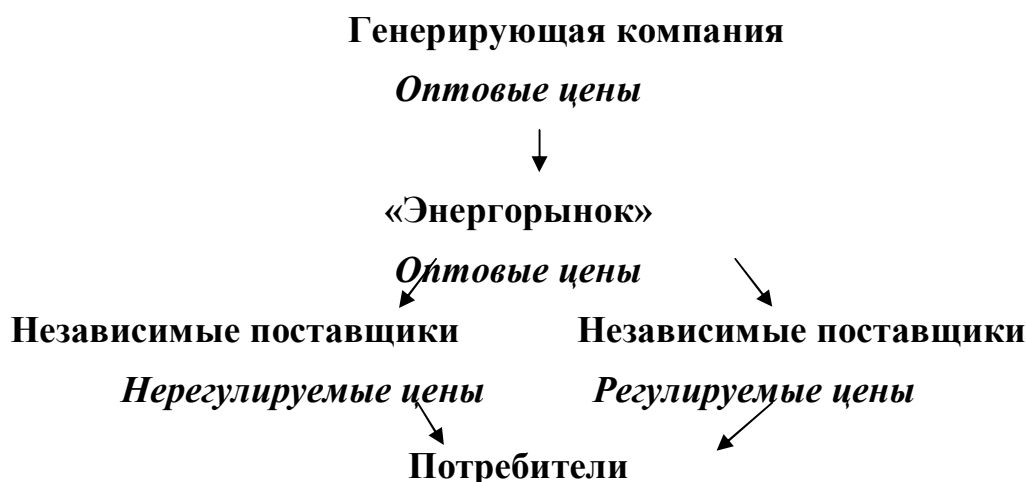 Генерирующая компания
Оптовые цены
«Энергорынок»
Оптовые цены
Независимые поставщики Независимые поставщики
Нерегулируемые цены Регулируемые цены
Потребители